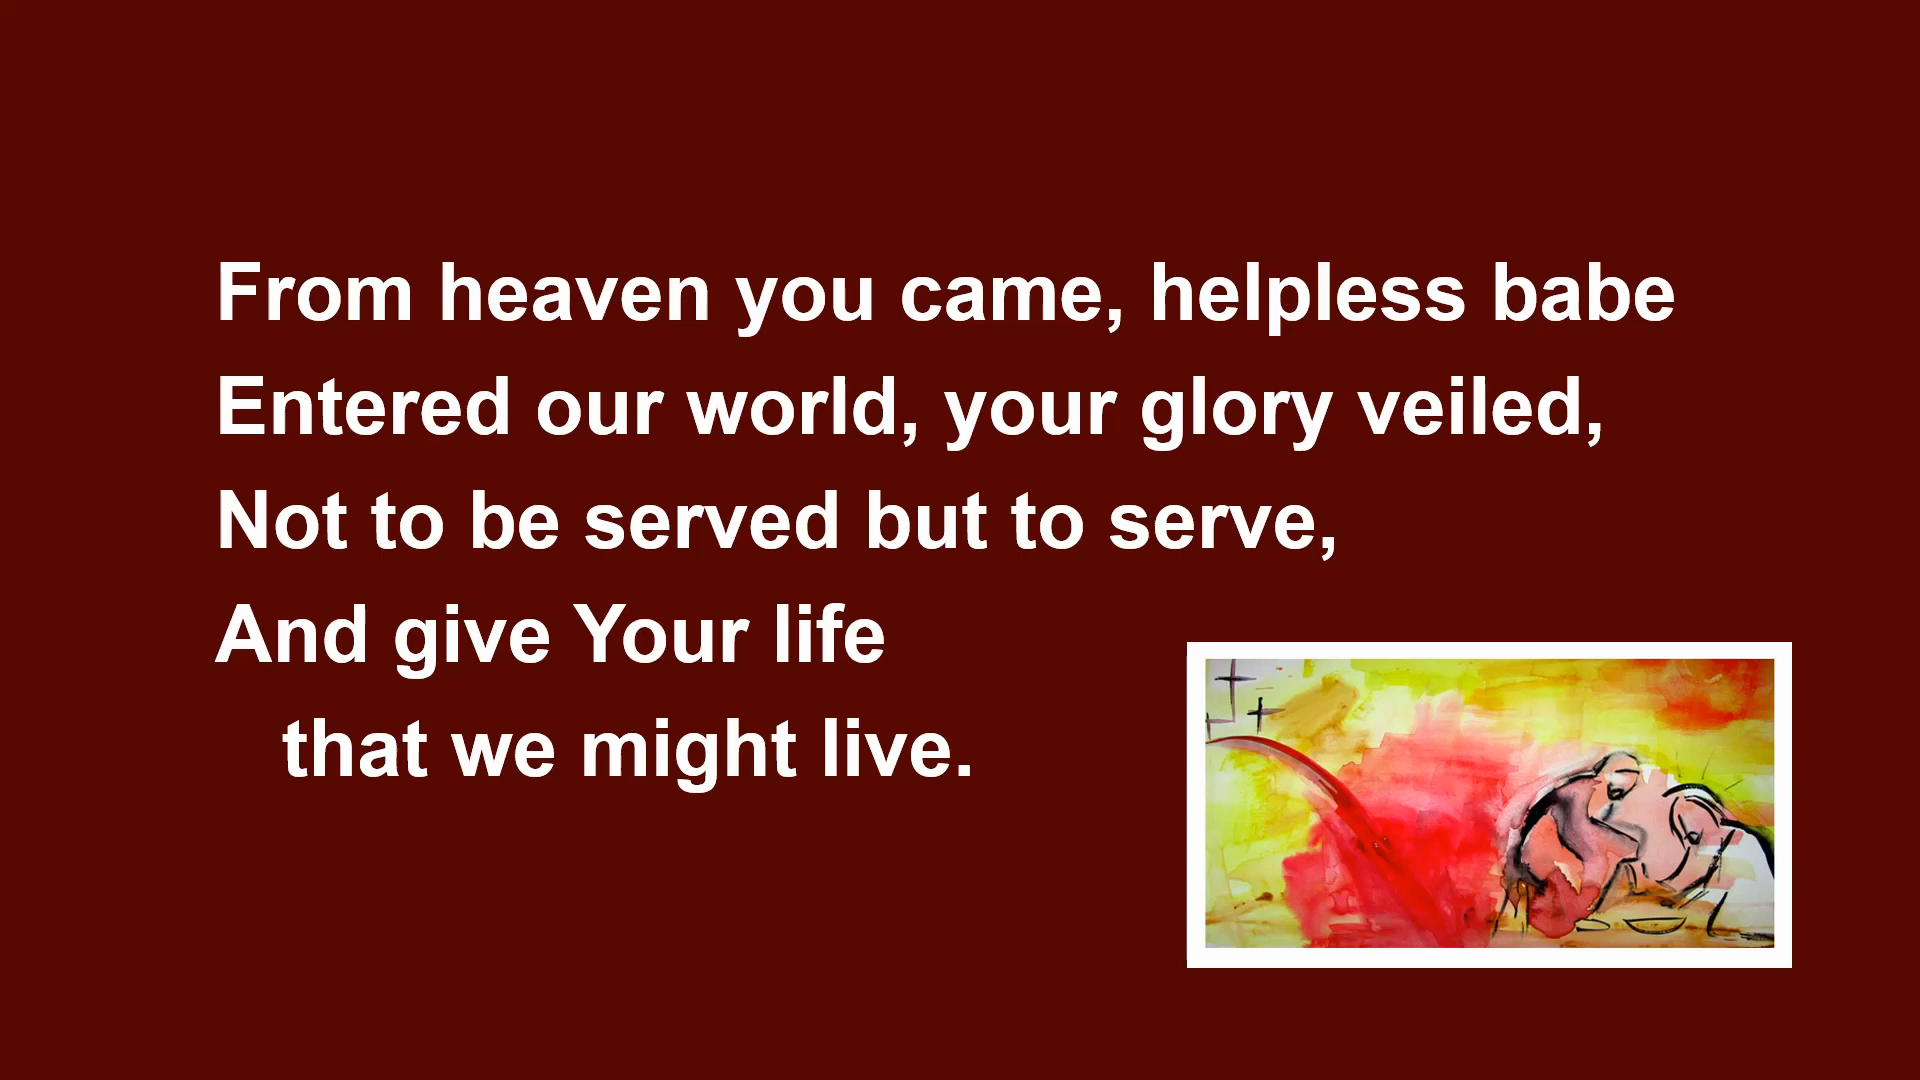 From heaven you came, helpless babe
Entered our world, your glory veiled,
Not to be served but to serve,
And give Your life
that we might live.